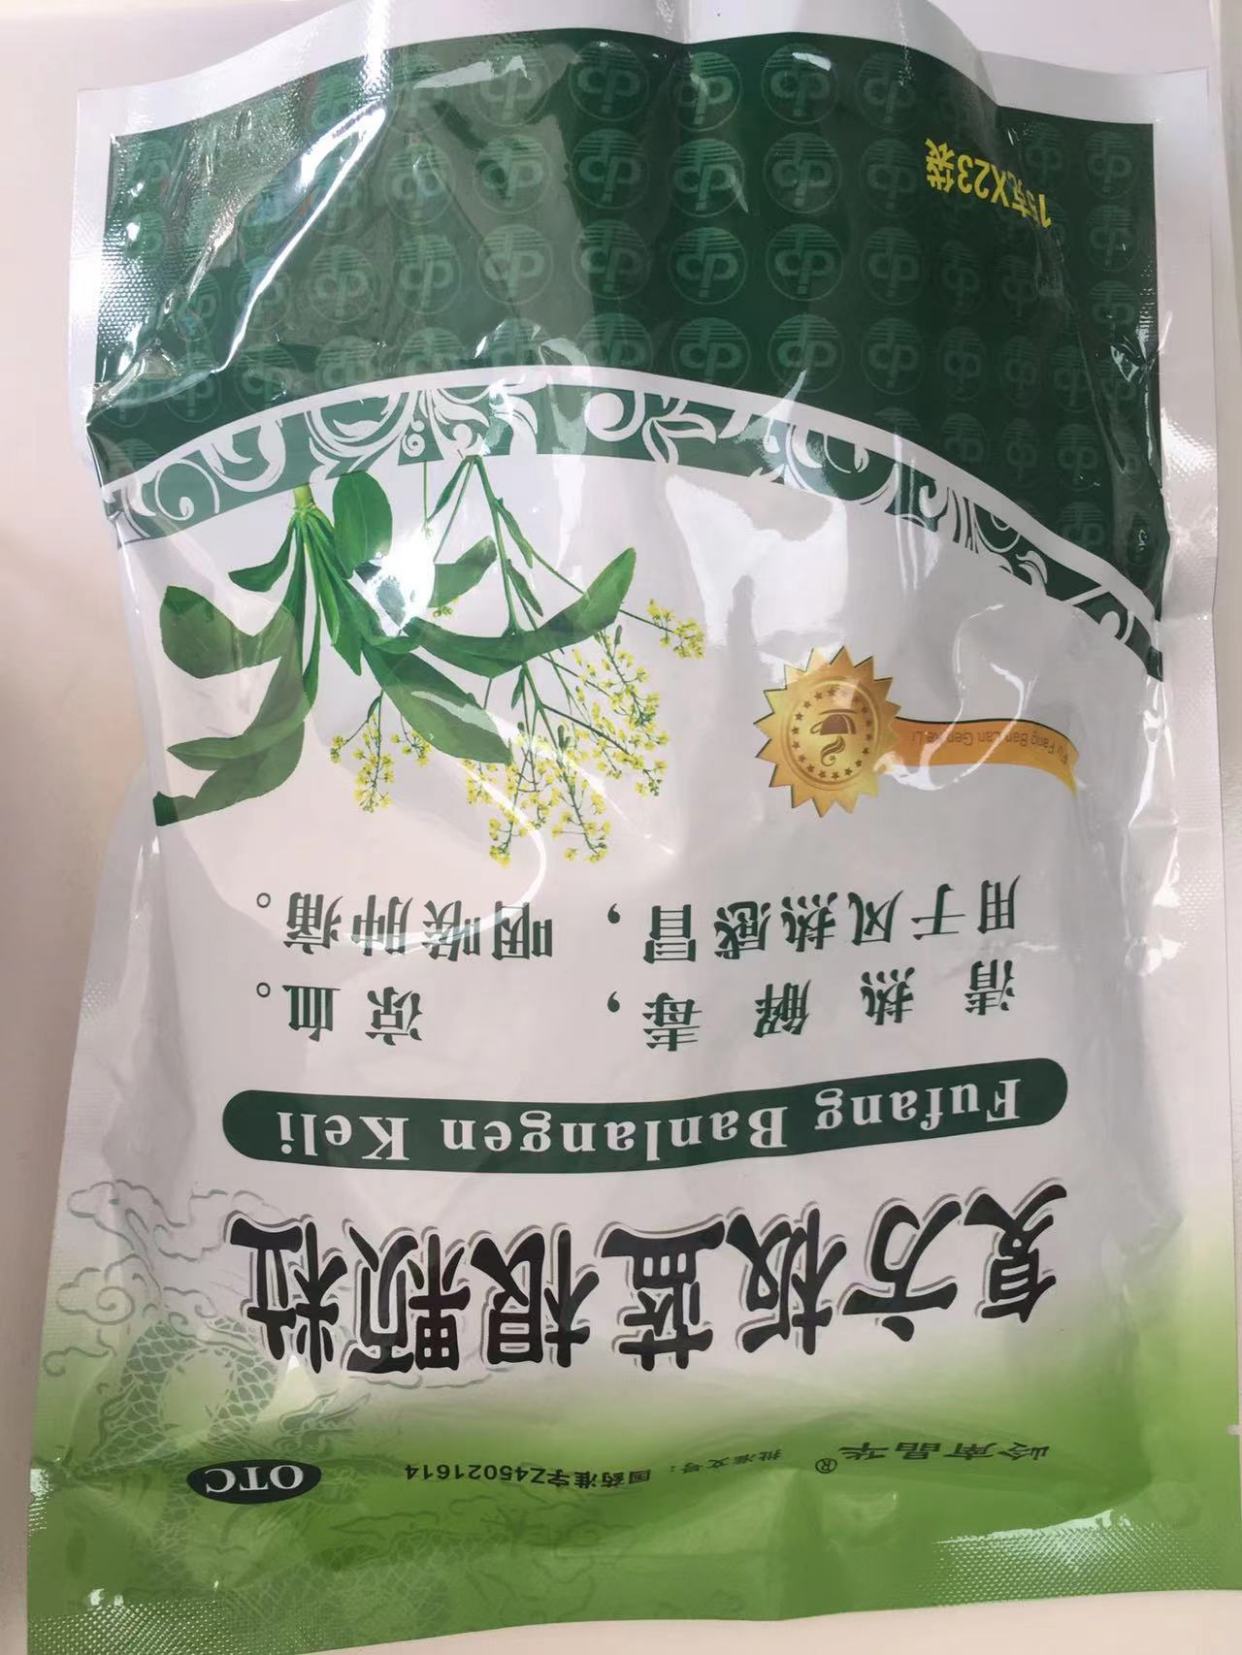 岭南晶华® 批准文号：国药准字Z45021614 OTC
复方板蓝根颗粒
Fufang Banlangen Keli
清热解毒，凉血。
用于风热感冒，咽喉肿痛。
Fu Fang Ban Lan Gen Ke Li
15克X23袋